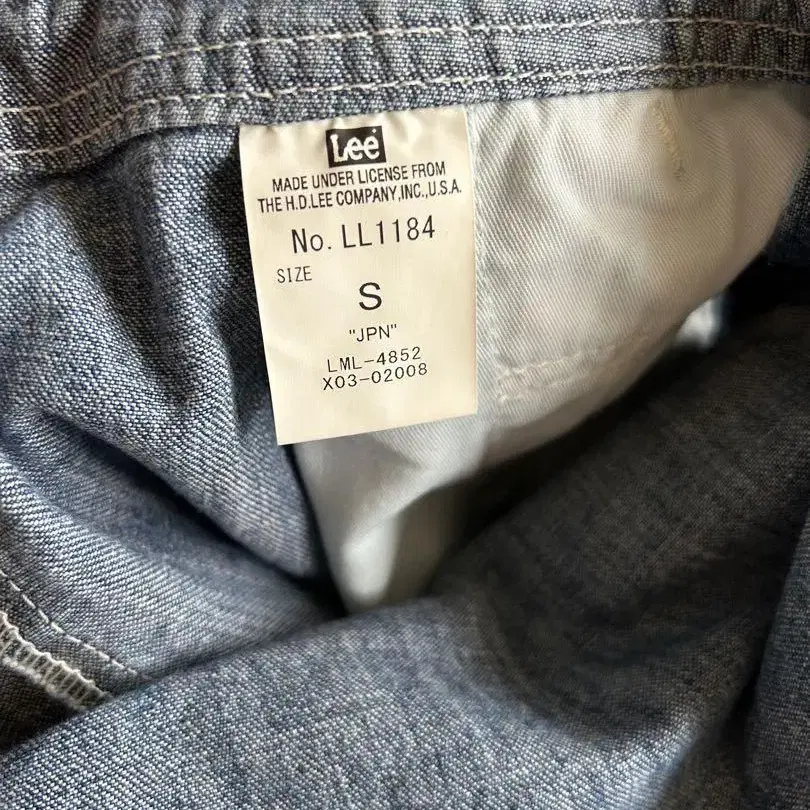 Lee
MADE UNDER LICENSE FROM
THE H.D.LEE COMPANY,INC.,U.S.A.
No. LL1184
SIZE
S
"JPN"
LML-4852
X03-02008